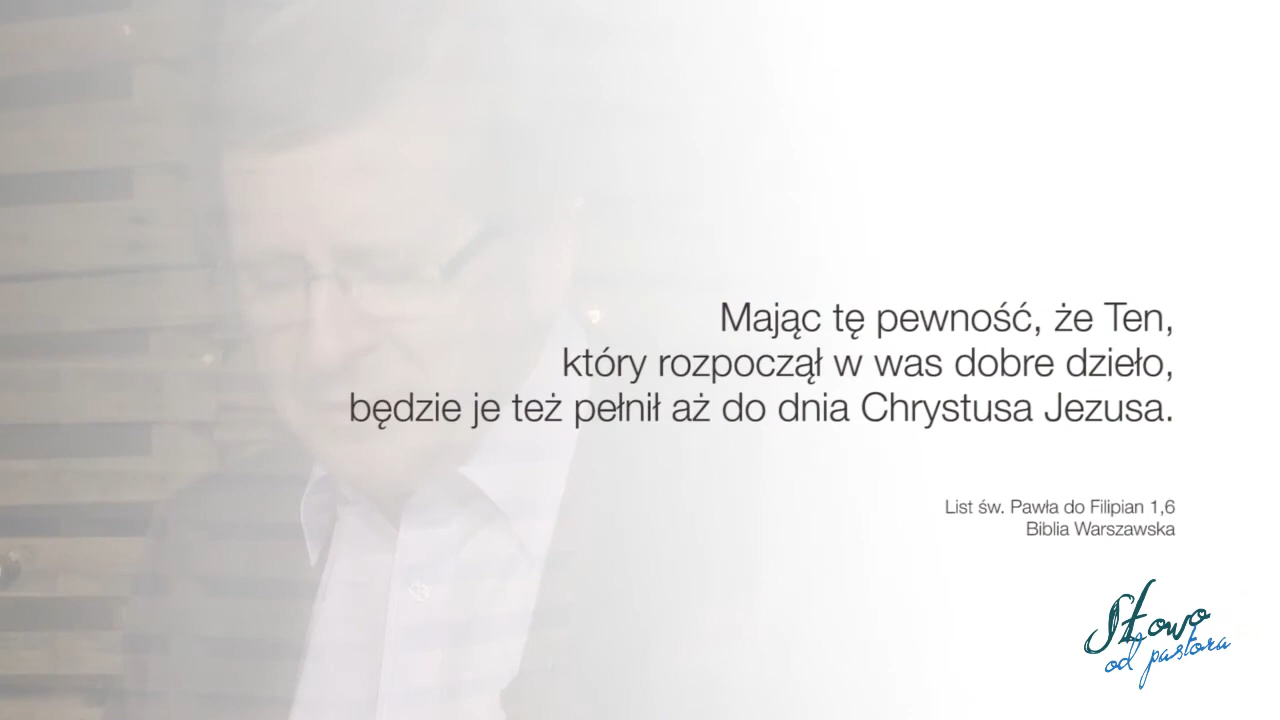 Mając tę pewność, że Ten,
który rozpoczął w was dobre dzieło,
będzie je też pełnił aż do dnia Chrystusa Jezusa.
List św. Pawła do Filipian 1,6
Biblia Warszawska
Słowo
od pastora